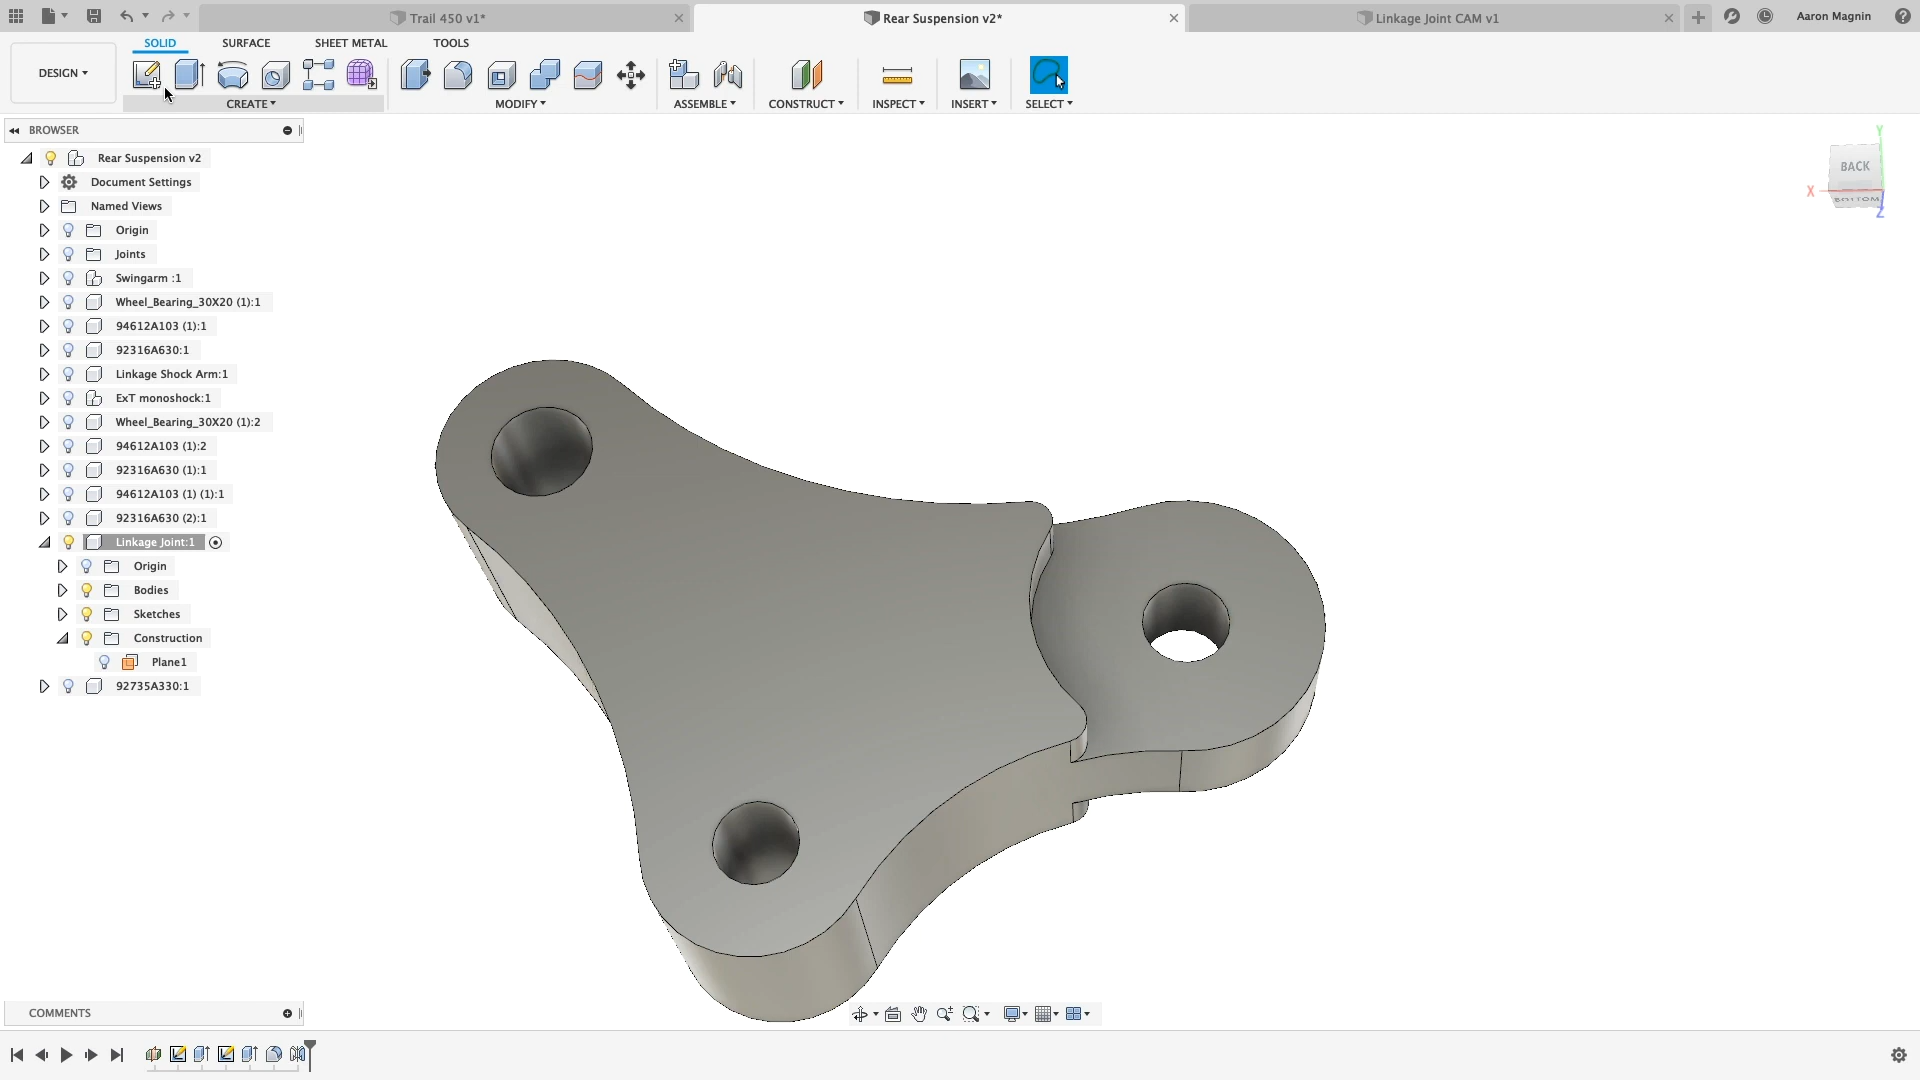 Trail 450 v1*
Rear Suspension v2*
Linkage Joint CAM v1
Aaron Magnin
DESIGN
SOLID
SURFACE
SHEET METAL
TOOLS
CREATE
MODIFY
ASSEMBLE
CONSTRUCT
INSPECT
INSERT
SELECT
BROWSER
Rear Suspension v2
Document Settings
Named Views
Origin
Joints
Swingarm :1
Wheel_Bearing_30X20 (1):1
94612A103 (1):1
92316A630:1
Linkage Shock Arm:1
ExT monoshock:1
Wheel_Bearing_30X20 (1):2
94612A103 (1):2
92316A630 (1):1
94612A103 (1) (1):1
92316A630 (2):1
Linkage Joint:1
Origin
Bodies
Sketches
Construction
Plane1
92735A330:1
Y
BACK
X
BOTTOM
Z
COMMENTS